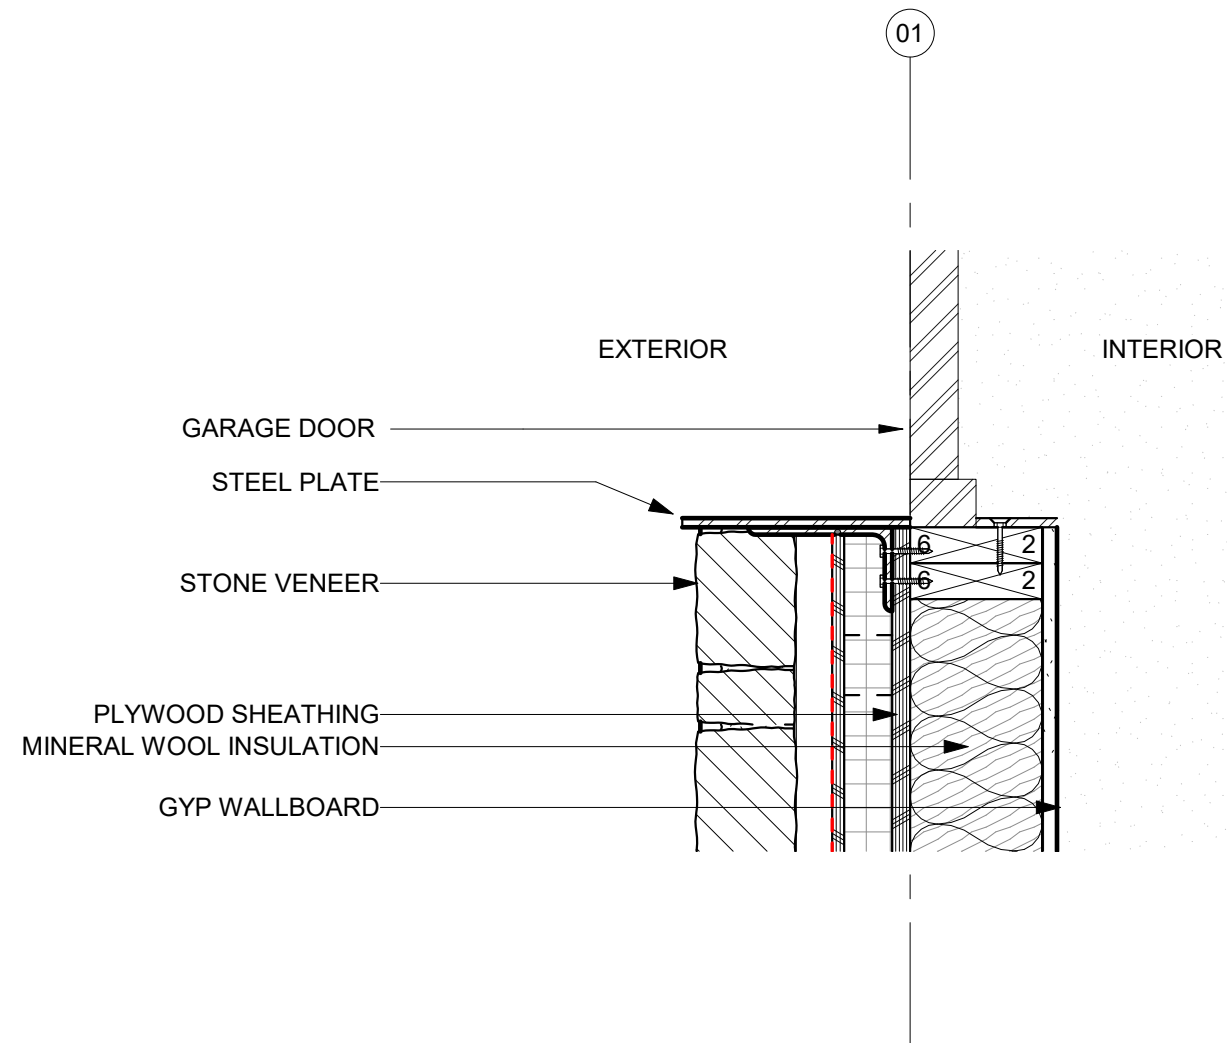 01
EXTERIOR
INTERIOR
GARAGE DOOR
STEEL PLATE
6 2
STONE VENEER
6 2
PLYWOOD SHEATHING
MINERAL WOOL INSULATION
GYP WALLBOARD